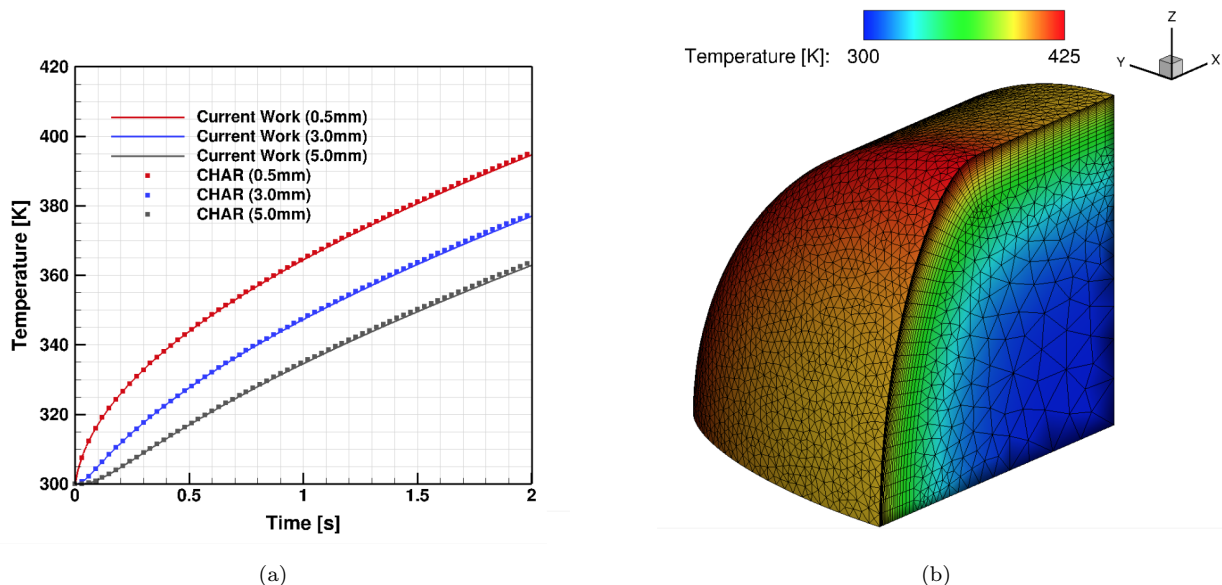 420
400
380
360
340
320
300
Temperature [K]
Current Work (0.5mm)
Current Work (3.0mm)
Current Work (5.0mm)
CHAR (0.5mm)
CHAR (3.0mm)
CHAR (5.0mm)
0 0.5 1 1.5 2
Time [s]
(a)
Temperature [K]: 300 425
Z
Y X
(b)